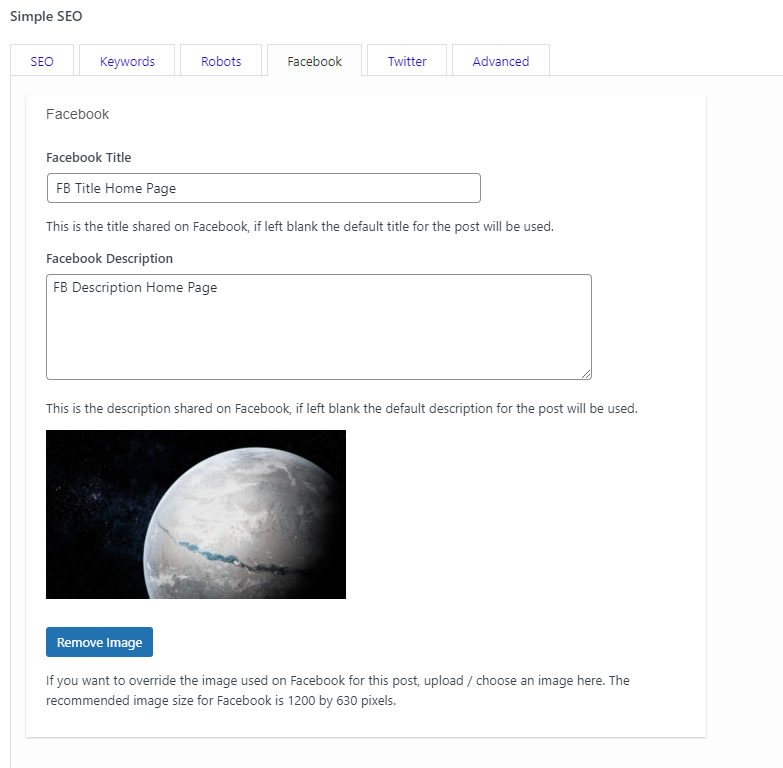 Simple SEO
SEO
Keywords
Robots
Facebook
Twitter
Advanced
Facebook
Facebook Title
FB Title Home Page
This is the title shared on Facebook, if left blank the default title for the post will be used.
Facebook Description
FB Description Home Page
This is the description shared on Facebook, if left blank the default description for the post will be used.
Remove Image
If you want to override the image used on Facebook for this post, upload / choose an image here. The
recommended image size for Facebook is 1200 by 630 pixels.